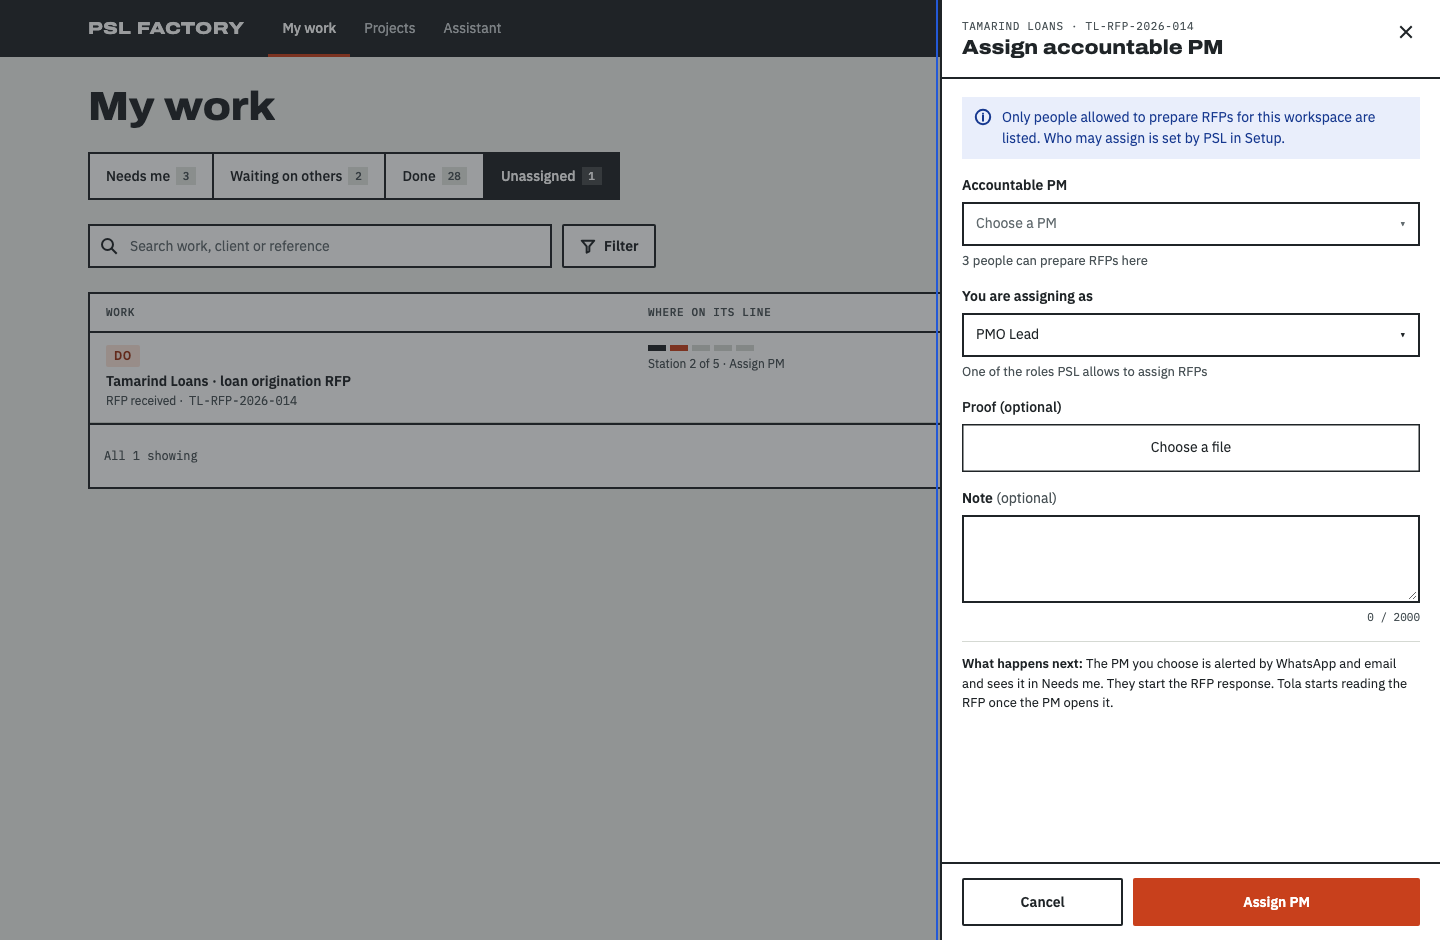 PSL FACTORY
My work
Projects
Assistant
My work
Needs me 3
Waiting on others 2
Done 28
Unassigned 1
Search work, client or reference
Filter
WORK
WHERE ON ITS LINE
DO
Tamarind Loans · loan origination RFP
RFP received · TL-RFP-2026-014
Station 2 of 5 · Assign PM
All 1 showing
TAMARIND LOANS · TL-RFP-2026-014
Assign accountable PM
Only people allowed to prepare RFPs for this workspace are
listed. Who may assign is set by PSL in Setup.
Accountable PM
Choose a PM
3 people can prepare RFPs here
You are assigning as
PMO Lead
One of the roles PSL allows to assign RFPs
Proof (optional)
Choose a file
Note (optional)
0 / 2000
What happens next: The PM you choose is alerted by WhatsApp and email
and sees it in Needs me. They start the RFP response. Tola starts reading the
RFP once the PM opens it.
Cancel
Assign PM